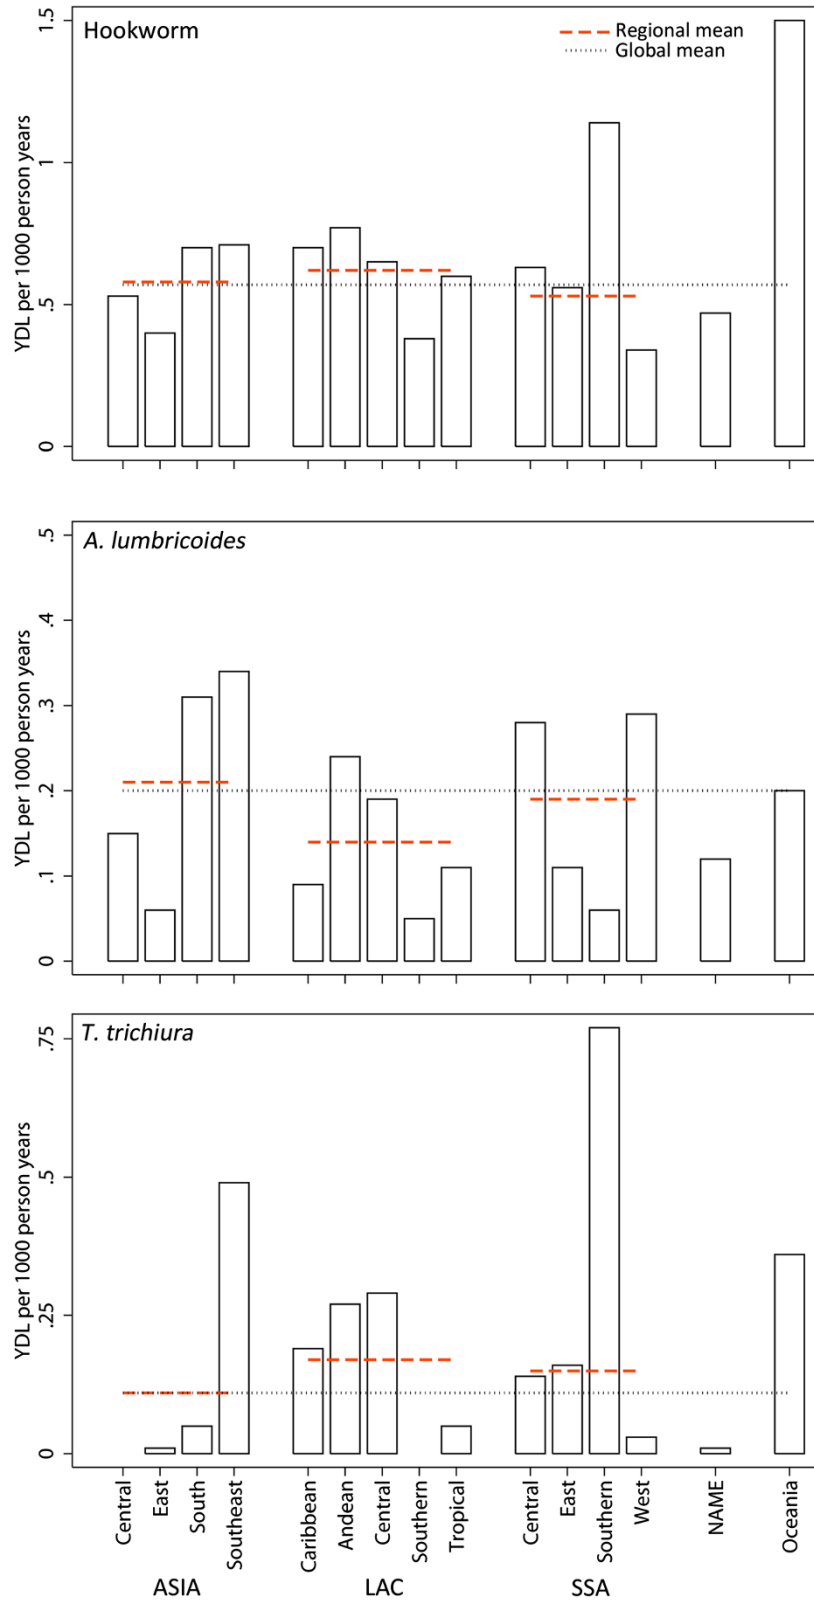 Hookworm
Regional mean
Global mean
YDL per 1000 person years
1.5
1
.5
0
A. lumbricoides
YDL per 1000 person years
.5
.4
.3
.2
.1
0
T. trichiura
YDL per 1000 person years
.75
.5
.25
0
Central
East
South
Southeast
Caribbean
Andean
Central
Southern
Tropical
Central
East
Southern
West
NAME
Oceania
ASIA
LAC
SSA